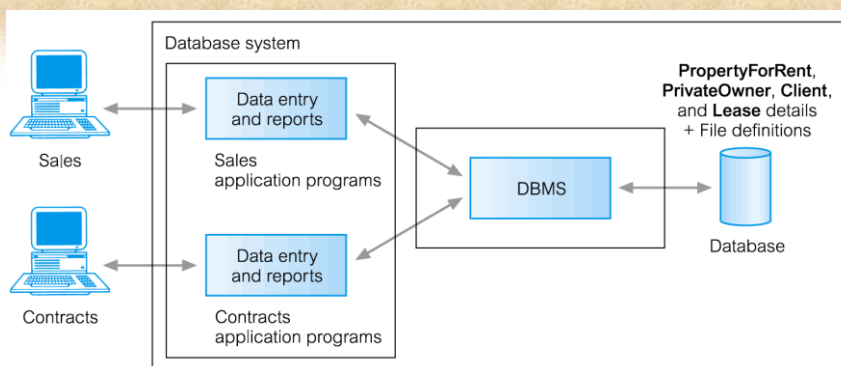 Database system
PropertyForRent,
PrivateOwner, Client,
and Lease details
+ File definitions
Data entry
and reports
Sales
Sales
application programs
DBMS
Database
Data entry
and reports
Contracts
Contracts
application programs